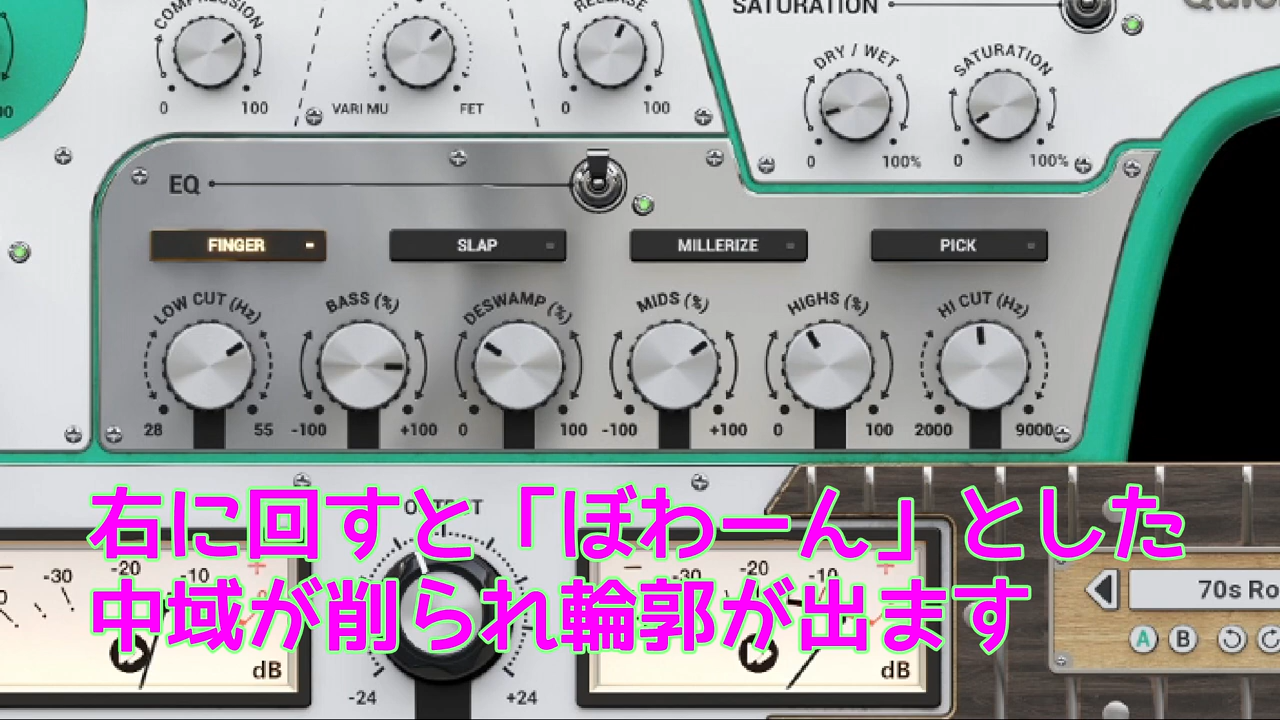 COMPRESSION
RELEASE
SATURATION
DRY / WET
SATURATION
0 100
VARI MU FET
0 100
0 100%
0 100%
EQ
FINGER
SLAP
MILLERIZE
PICK
LOW CUT (Hz)
BASS (%)
DESWAMP (%)
MIDS (%)
HIGHS (%)
HI CUT (Hz)
28 55
-100 +100
0 100
-100 +100
0 100
2000 9000
右に回すと「ぼわーん」とした
中域が削られ輪郭が出ます
-30 -20 -10
dB
-24 +24
-30 -20 -10
dB
70s Ro
A B